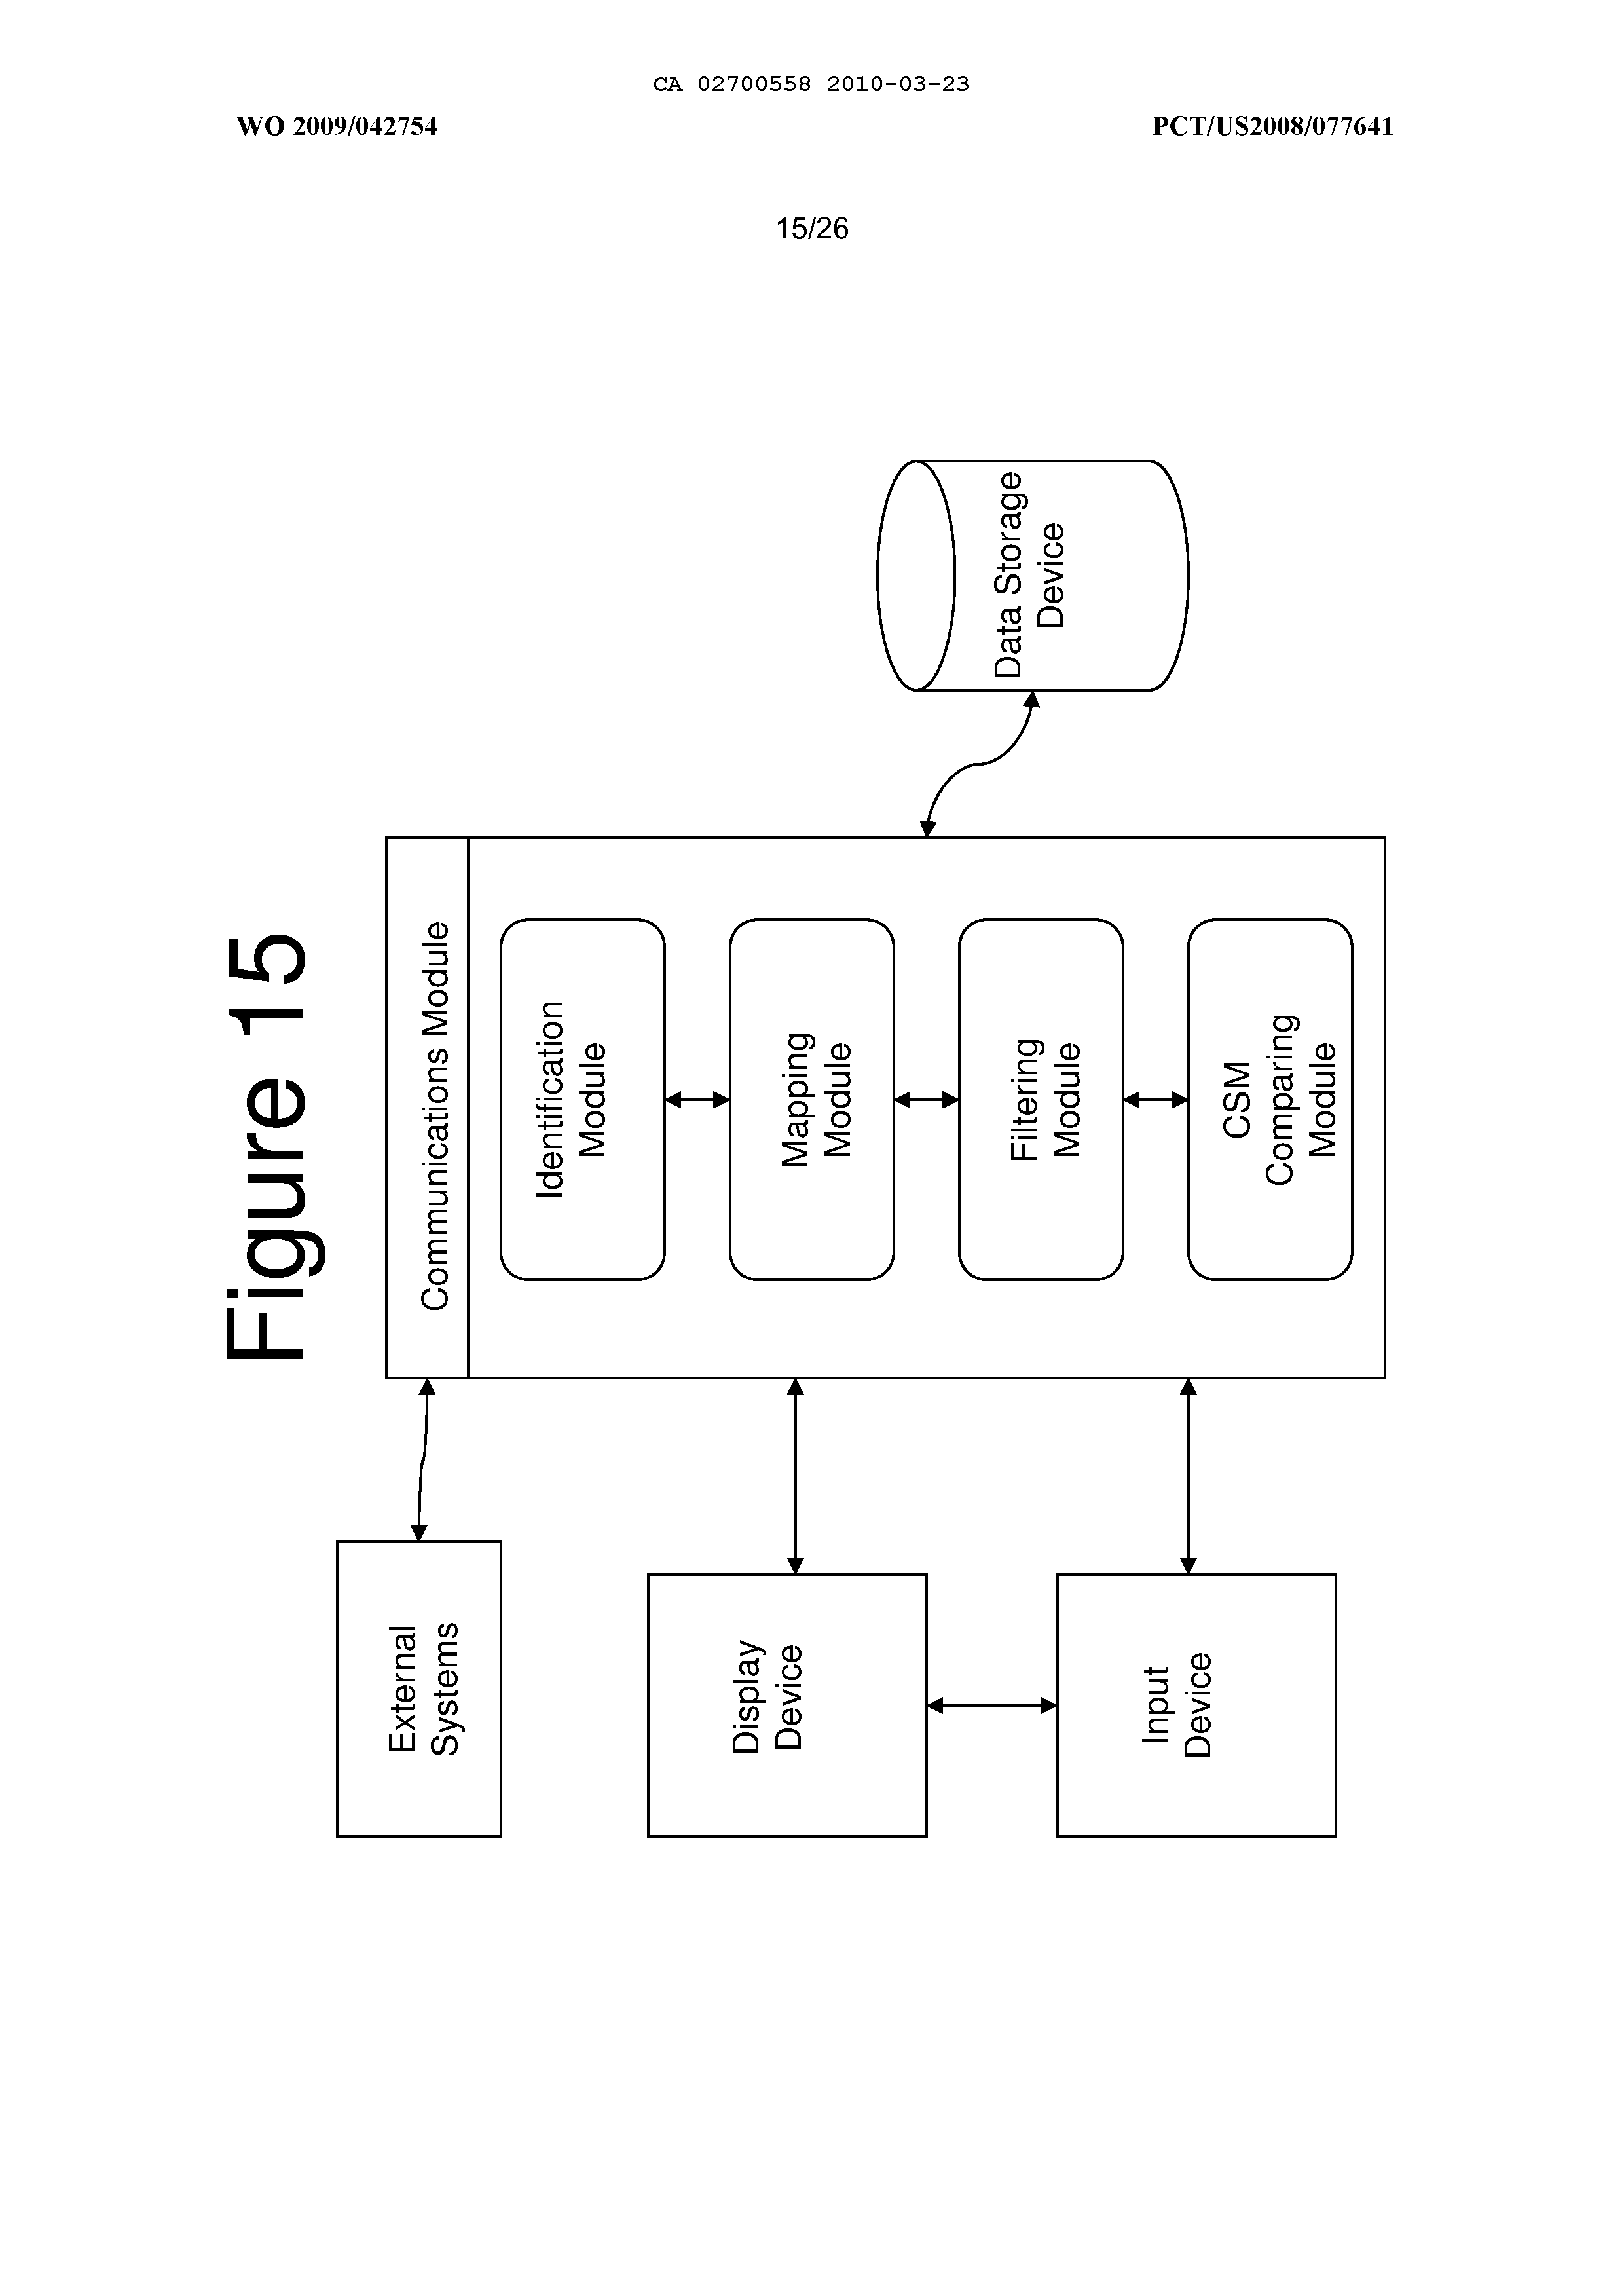 CA 02700558 2010-03-23
WO 2009/042754
PCT/US2008/077641
15/26
Figure 15
External
Systems
Communications Module
Identification
Module
Display
Device
Mapping
Module
Data Storage
Device
Filtering
Module
Input
Device
CSM
Comparing
Module